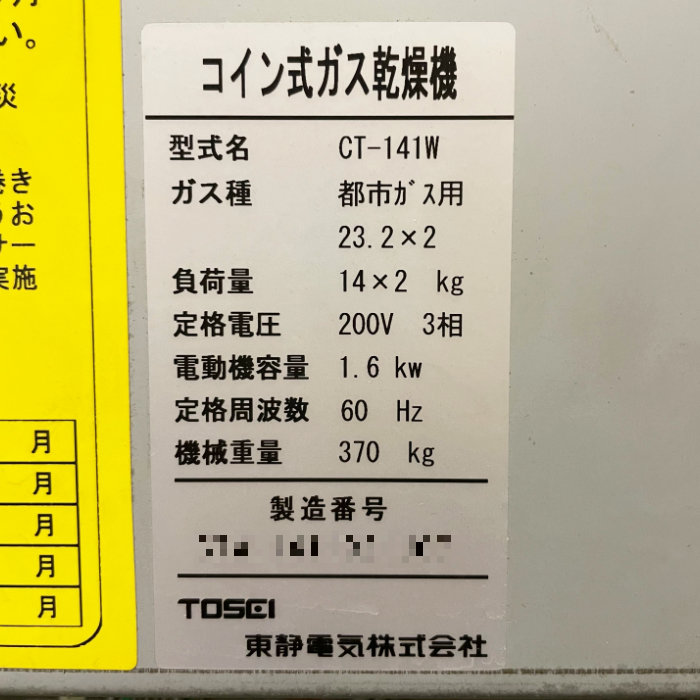 月
い。
災
巻き
うお
サー
実施
月
月
月
月
月
コイン式ガス乾燥機
型式名 CT-141W
ガス種 都市ｶﾞｽ用
23.2×2
負荷量 14×2 kg
定格電圧 200V 3相
電動機容量 1.6 kw
定格周波数 60 Hz
機械重量 370 kg
製造番号
TOSEI
東静電気株式会社